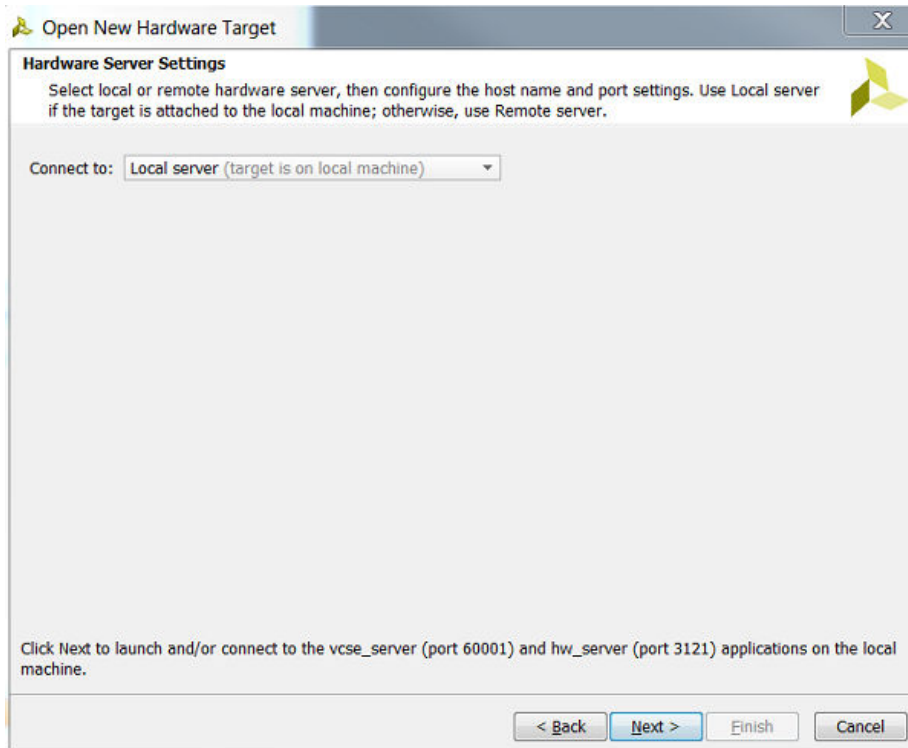 Open New Hardware Target
X
Hardware Server Settings
Select local or remote hardware server, then configure the host name and port settings. Use Local server
if the target is attached to the local machine; otherwise, use Remote server.
Connect to: Local server (target is on local machine)
Click Next to launch and/or connect to the vcse_server (port 60001) and hw_server (port 3121) applications on the local
machine.
< Back Next > Finish Cancel